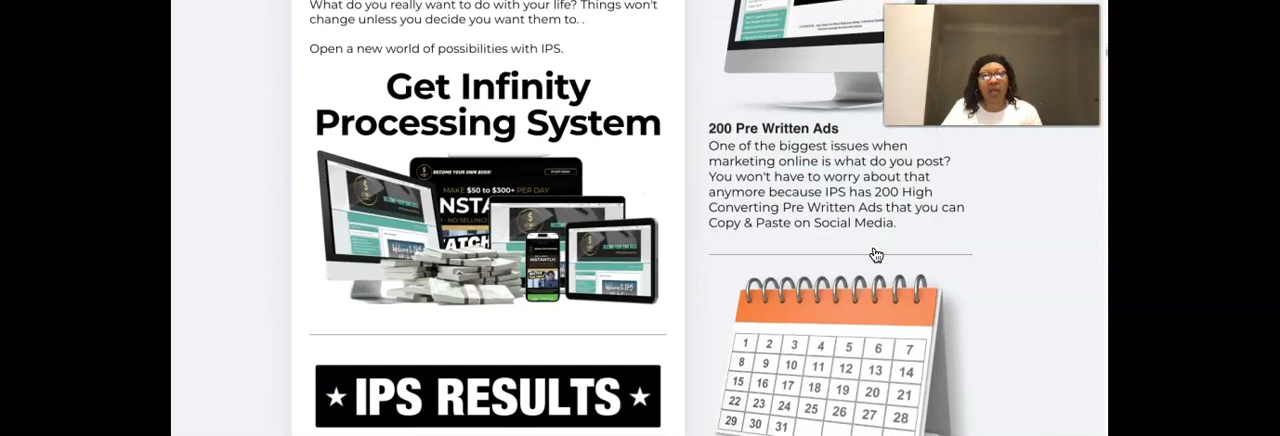 What do you really want to do with your life? Things won't
change unless you decide you want them to. .
Open a new world of possibilities with IPS.
Get Infinity
Processing System
BECOME YOUR OWN BOSS!
MAKE $50 to $300+ PER DAY
★ IPS RESULTS ★
200 Pre Written Ads
One of the biggest issues when
marketing online is what do you post?
You won't have to worry about that
anymore because IPS has 200 High
Converting Pre Written Ads that you can
Copy & Paste on Social Media.
1 2 3 4 5 6 7
8 9 10 11 12 13 14
15 16 17 18 19 20 21
22 23 24 25 26 27 28
29 30 31